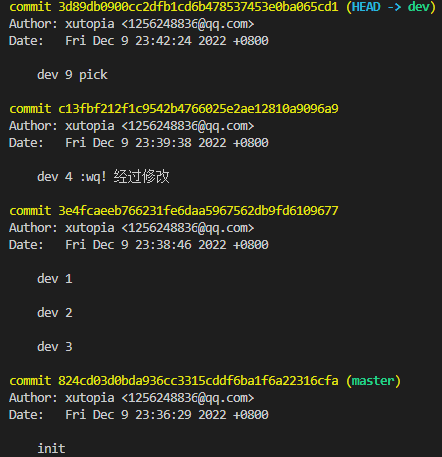 commit 3d89db0900cc2dfb1cd6b478537453e0ba065cd1 (HEAD -> dev)
Author: xutopia <1256248836@qq.com>
Date:   Fri Dec 9 23:42:24 2022 +0800
dev 9 pick
commit c13fbf212f1c9542b4766025e2ae12810a9096a9
Author: xutopia <1256248836@qq.com>
Date:   Fri Dec 9 23:39:38 2022 +0800
dev 4 :wq! 经过修改
commit 3e4fcaeeb766231fe6daa5967562db9fd6109677
Author: xutopia <1256248836@qq.com>
Date:   Fri Dec 9 23:38:46 2022 +0800
dev 1
dev 2
dev 3
commit 824cd03d0bda936cc3315cddf6ba1f6a22316cfa (master)
Author: xutopia <1256248836@qq.com>
Date:   Fri Dec 9 23:36:29 2022 +0800
init